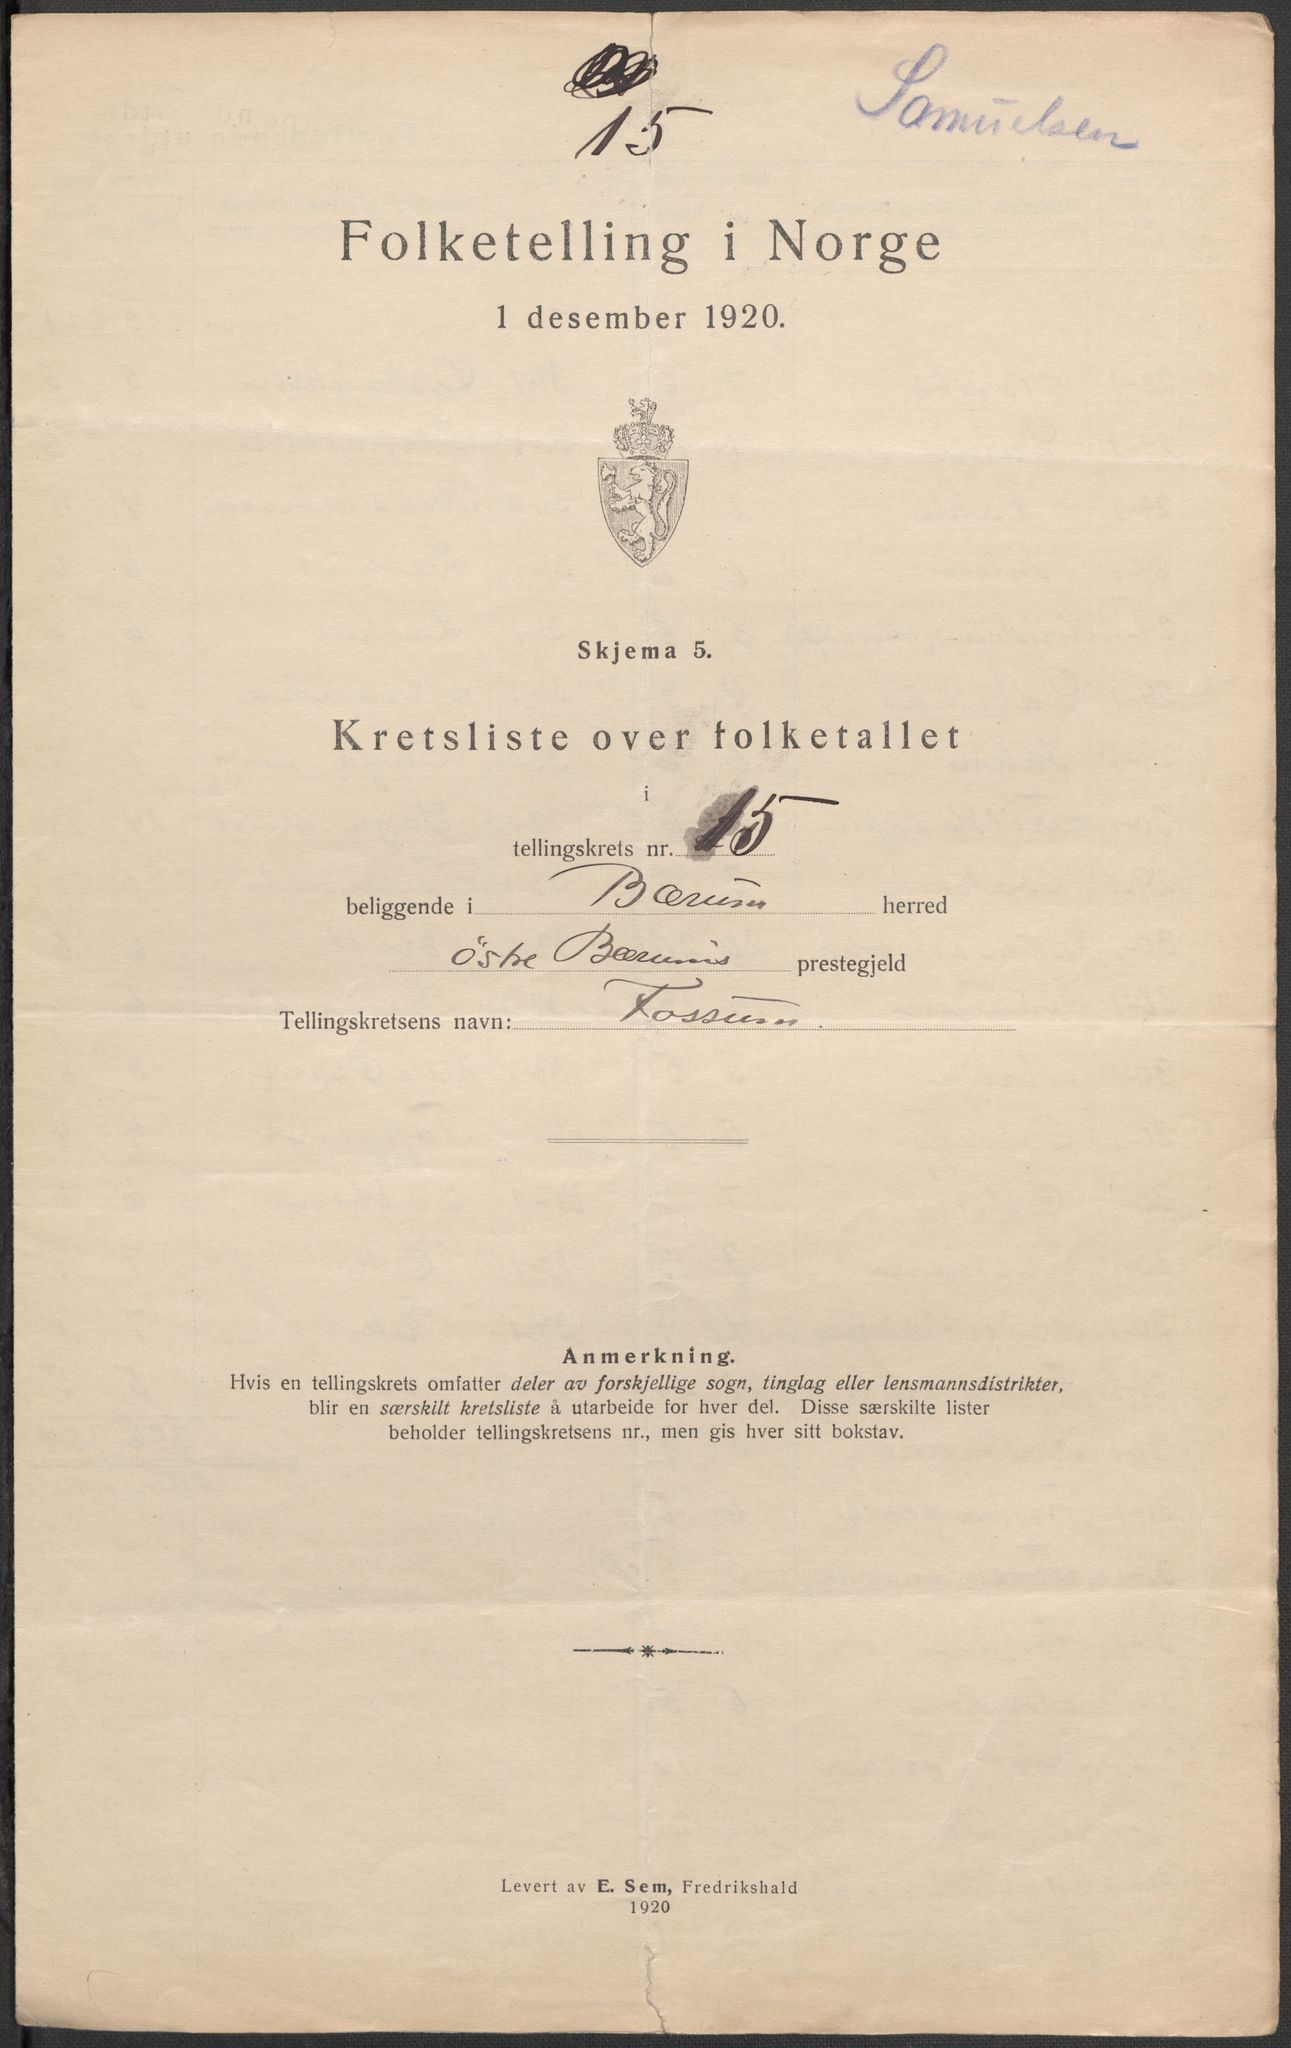 15
Samuelsen
Folketelling i Norge
1 desember 1920.
Skjema 5.
Kretsliste over folketallet
i
tellingskrets nr. 15
beliggende i Bærum herred
östre Bærums prestegjeld
Tellingskretsens navn: Fossum.
Anmerkning.
Hvis en tellingskrets omfatter deler av forskjellige sogn, tinglag eller lensmannsdistrikter,
blir en særskilt kretsliste å utarbeide for hver del. Disse særskilte lister
beholder tellingskretsens nr., men gis hver sitt bokstav.
Levert av E. Sem, Fredrikshald
1920